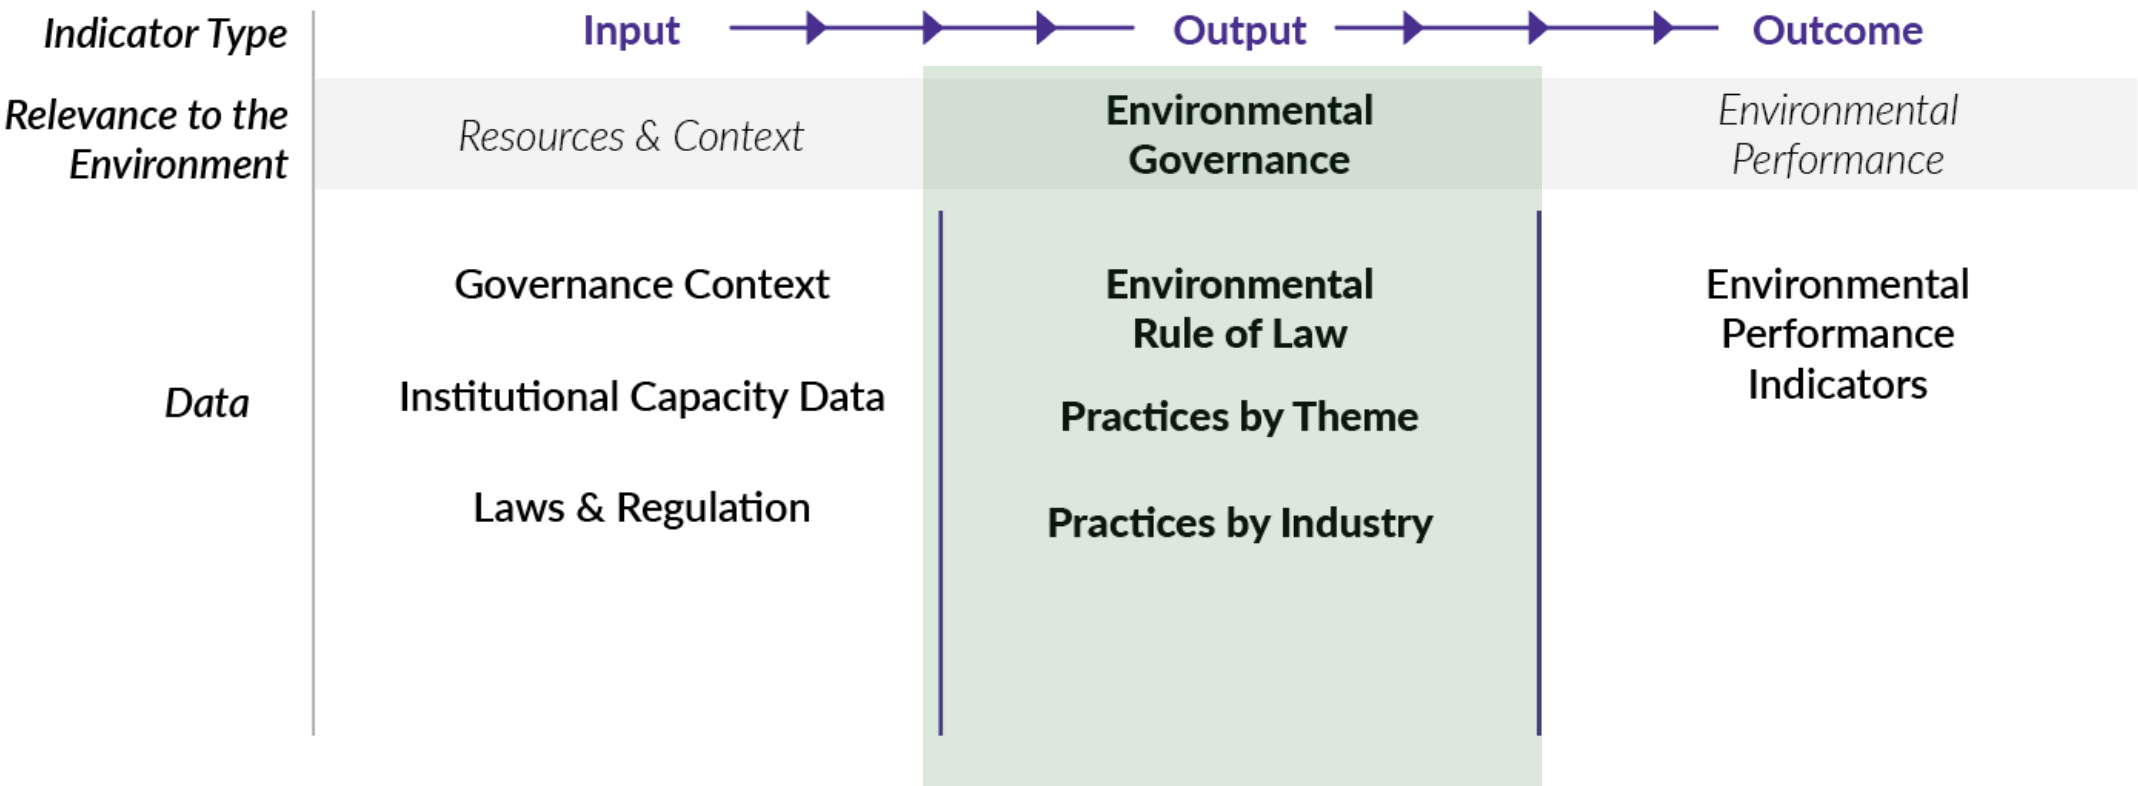 Indicator Type
Input
Output
Outcome
Relevance to the
Environment
Resources & Context
Environmental
Governance
Environmental
Performance
Data
Governance Context
Institutional Capacity Data
Laws & Regulation
Environmental
Rule of Law
Practices by Theme
Practices by Industry
Environmental
Performance
Indicators